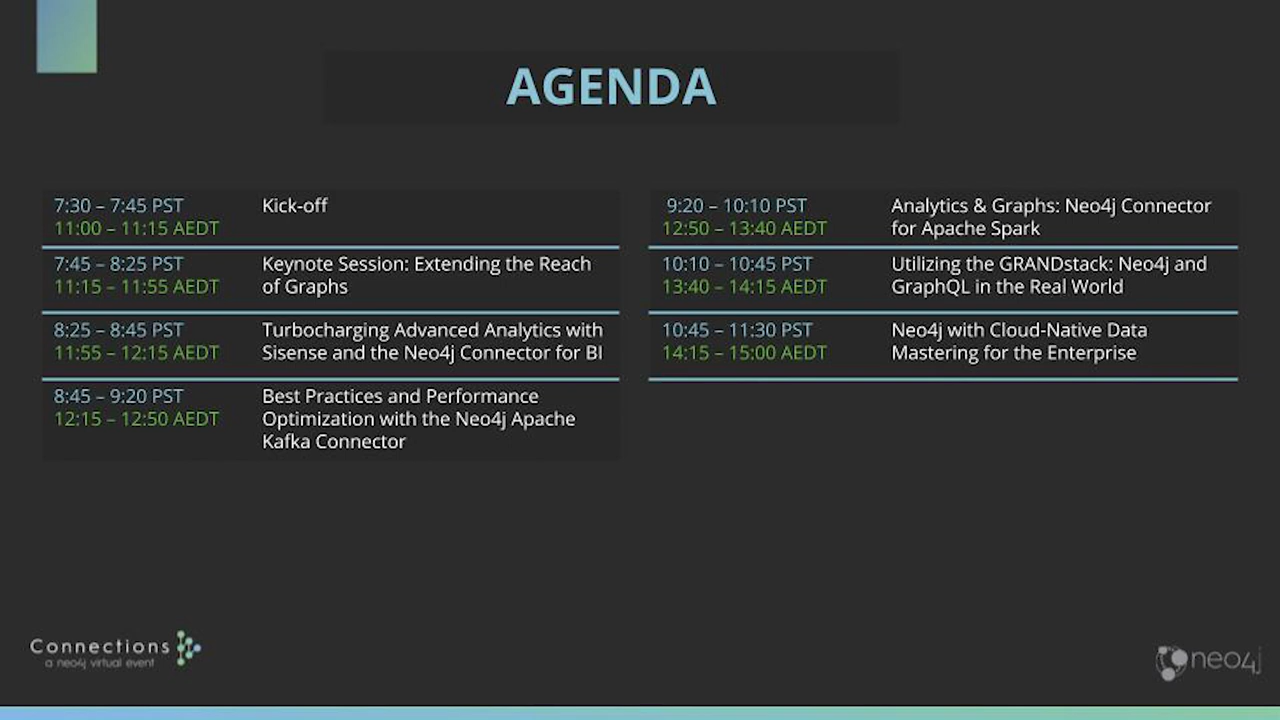 AGENDA
7:30 – 7:45 PST
11:00 – 11:15 AEDT
Kick-off
7:45 – 8:25 PST
11:15 – 11:55 AEDT
Keynote Session: Extending the Reach
of Graphs
8:25 – 8:45 PST
11:55 – 12:15 AEDT
Turbocharging Advanced Analytics with
Sisense and the Neo4j Connector for BI
8:45 – 9:20 PST
12:15 – 12:50 AEDT
Best Practices and Performance
Optimization with the Neo4j Apache
Kafka Connector
9:20 – 10:10 PST
12:50 – 13:40 AEDT
Analytics & Graphs: Neo4j Connector
for Apache Spark
10:10 – 10:45 PST
13:40 – 14:15 AEDT
Utilizing the GRANDstack: Neo4j and
GraphQL in the Real World
10:45 – 11:30 PST
14:15 – 15:00 AEDT
Neo4j with Cloud-Native Data
Mastering for the Enterprise
Connections
a neo4j virtual event
neo4j